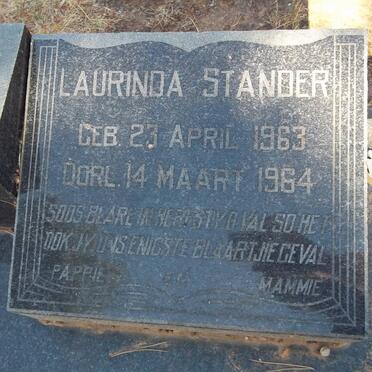 LAURINDA STANDER
GEB. 23 APRIL 1963
OORL. 14 MAART 1964
SOOS BLARE IN HERFSTYD VAL SO HET
OOK JY ONS ENIGSTE BLAARTJIE GEVAL
PAPPIE EN MAMMIE